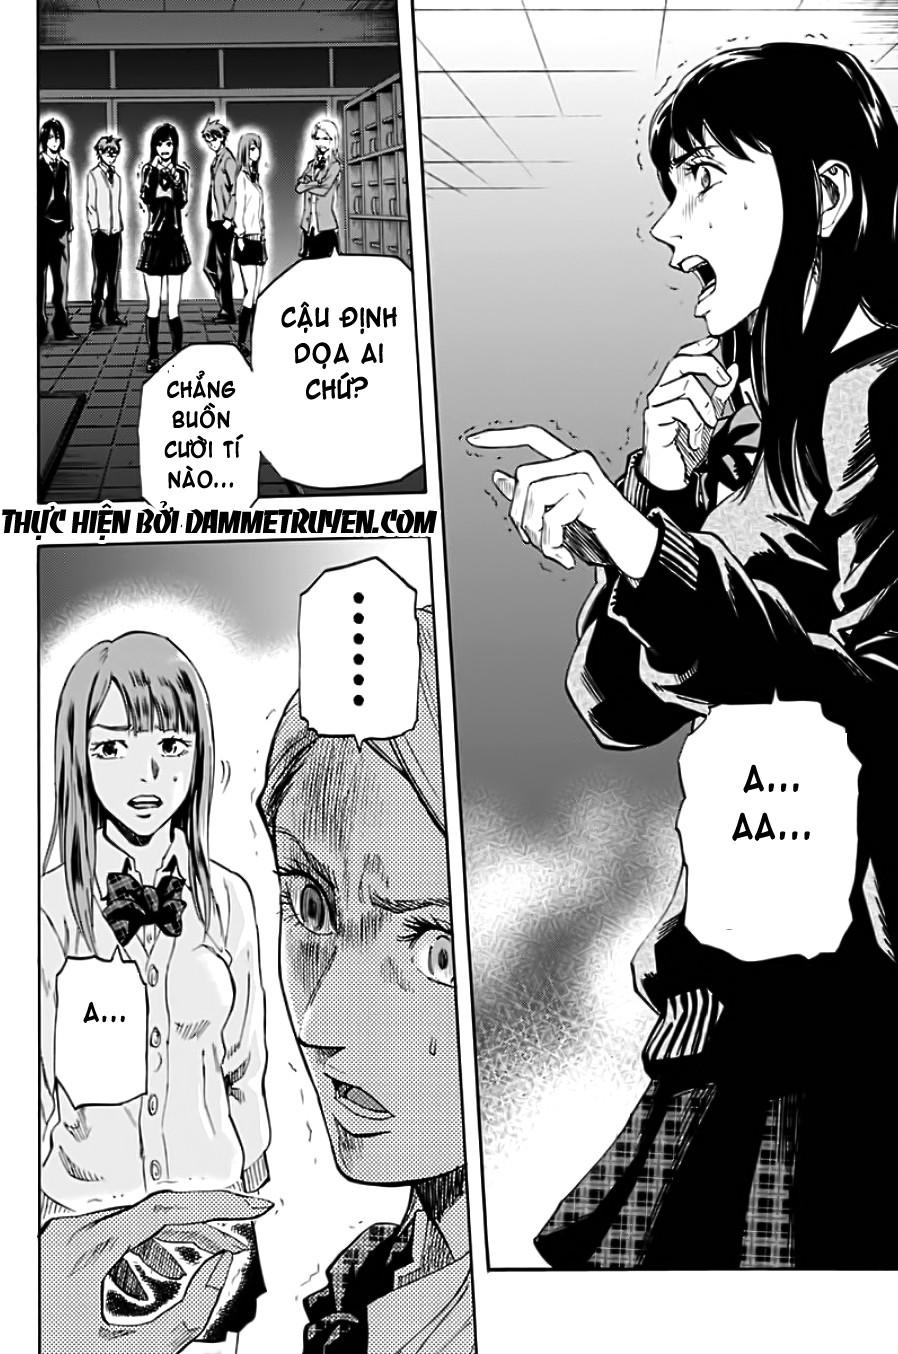 A...
AA...
CẬU ĐỊNH
DỌA AI
CHỨ?
CHẲNG
BUỒN
CƯỜI TÍ
NÀO...
THỰC HIỆN BỞI DAMMETRUYEN.COM
......
A...